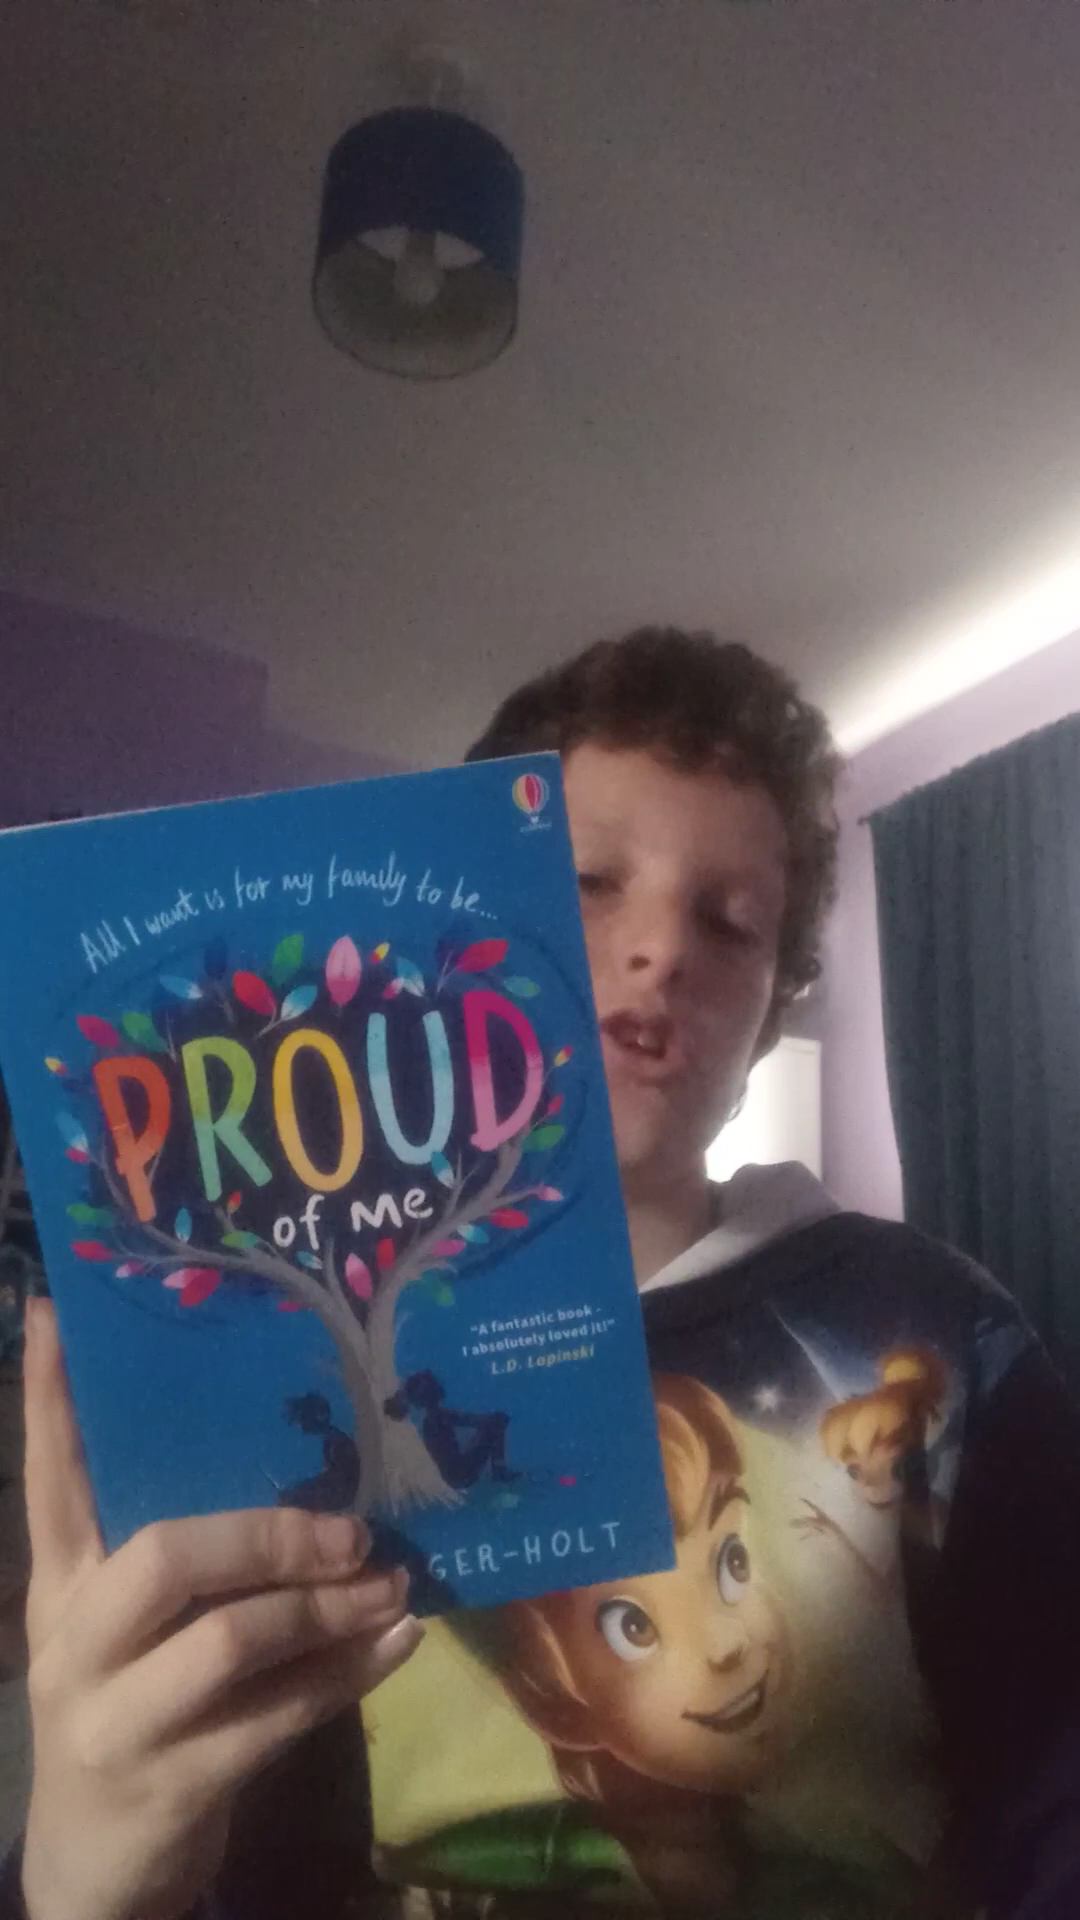 All I want is for my family to be...
PROUD
of Me
"A fantastic book -
I absolutely loved it!"
L.D. Lapinski
GER-HOLT